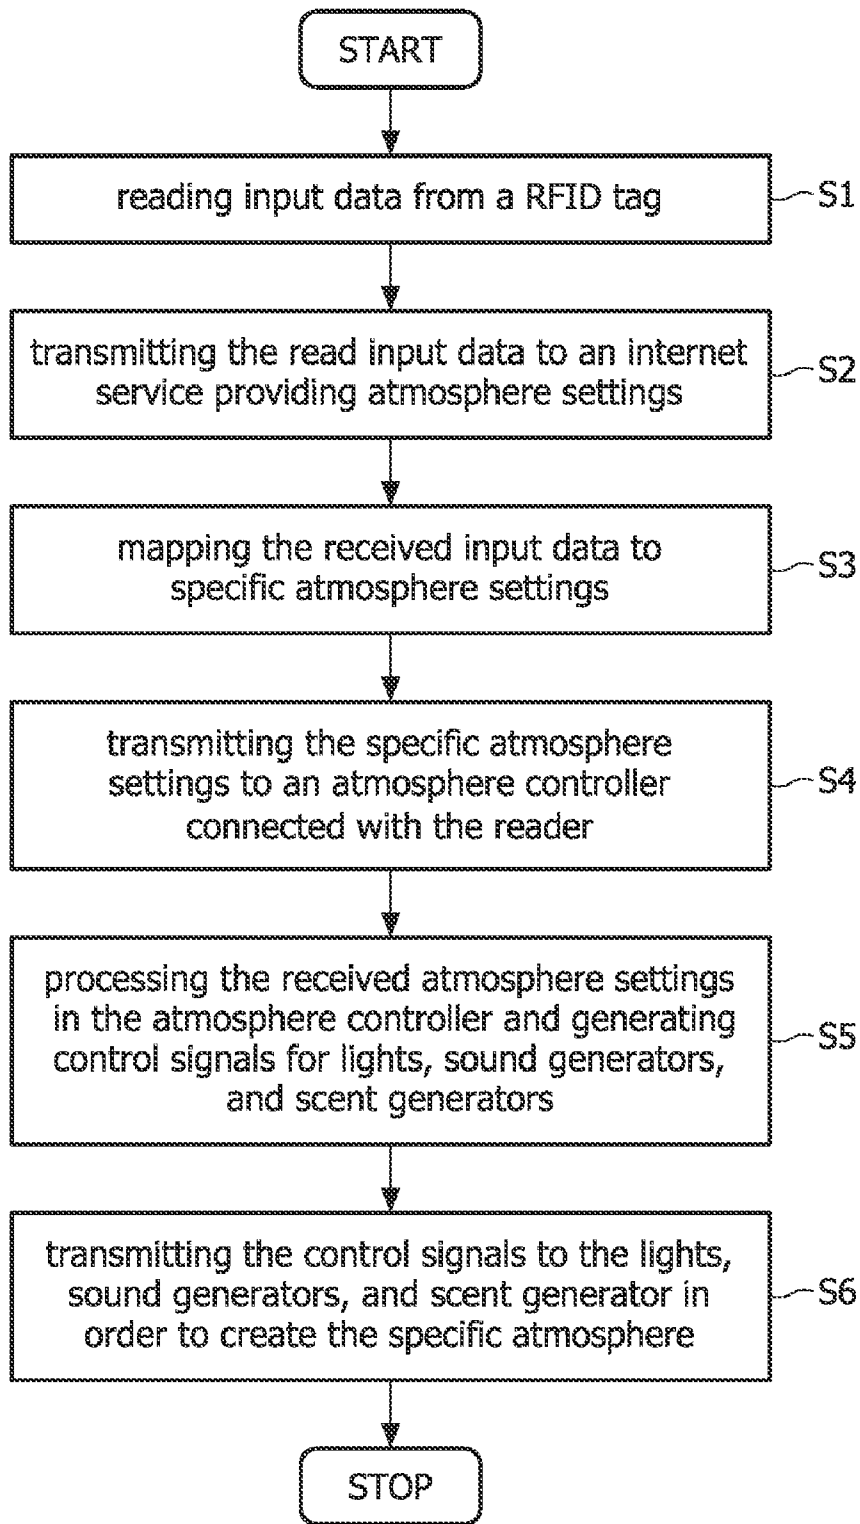 START
reading input data from a RFID tag
S1
transmitting the read input data to an internet
service providing atmosphere settings
S2
mapping the received input data to
specific atmosphere settings
S3
transmitting the specific atmosphere
settings to an atmosphere controller
connected with the reader
S4
processing the received atmosphere settings
in the atmosphere controller and generating
control signals for lights, sound generators,
and scent generators
S5
transmitting the control signals to the lights,
sound generators, and scent generator in
order to create the specific atmosphere
S6
STOP